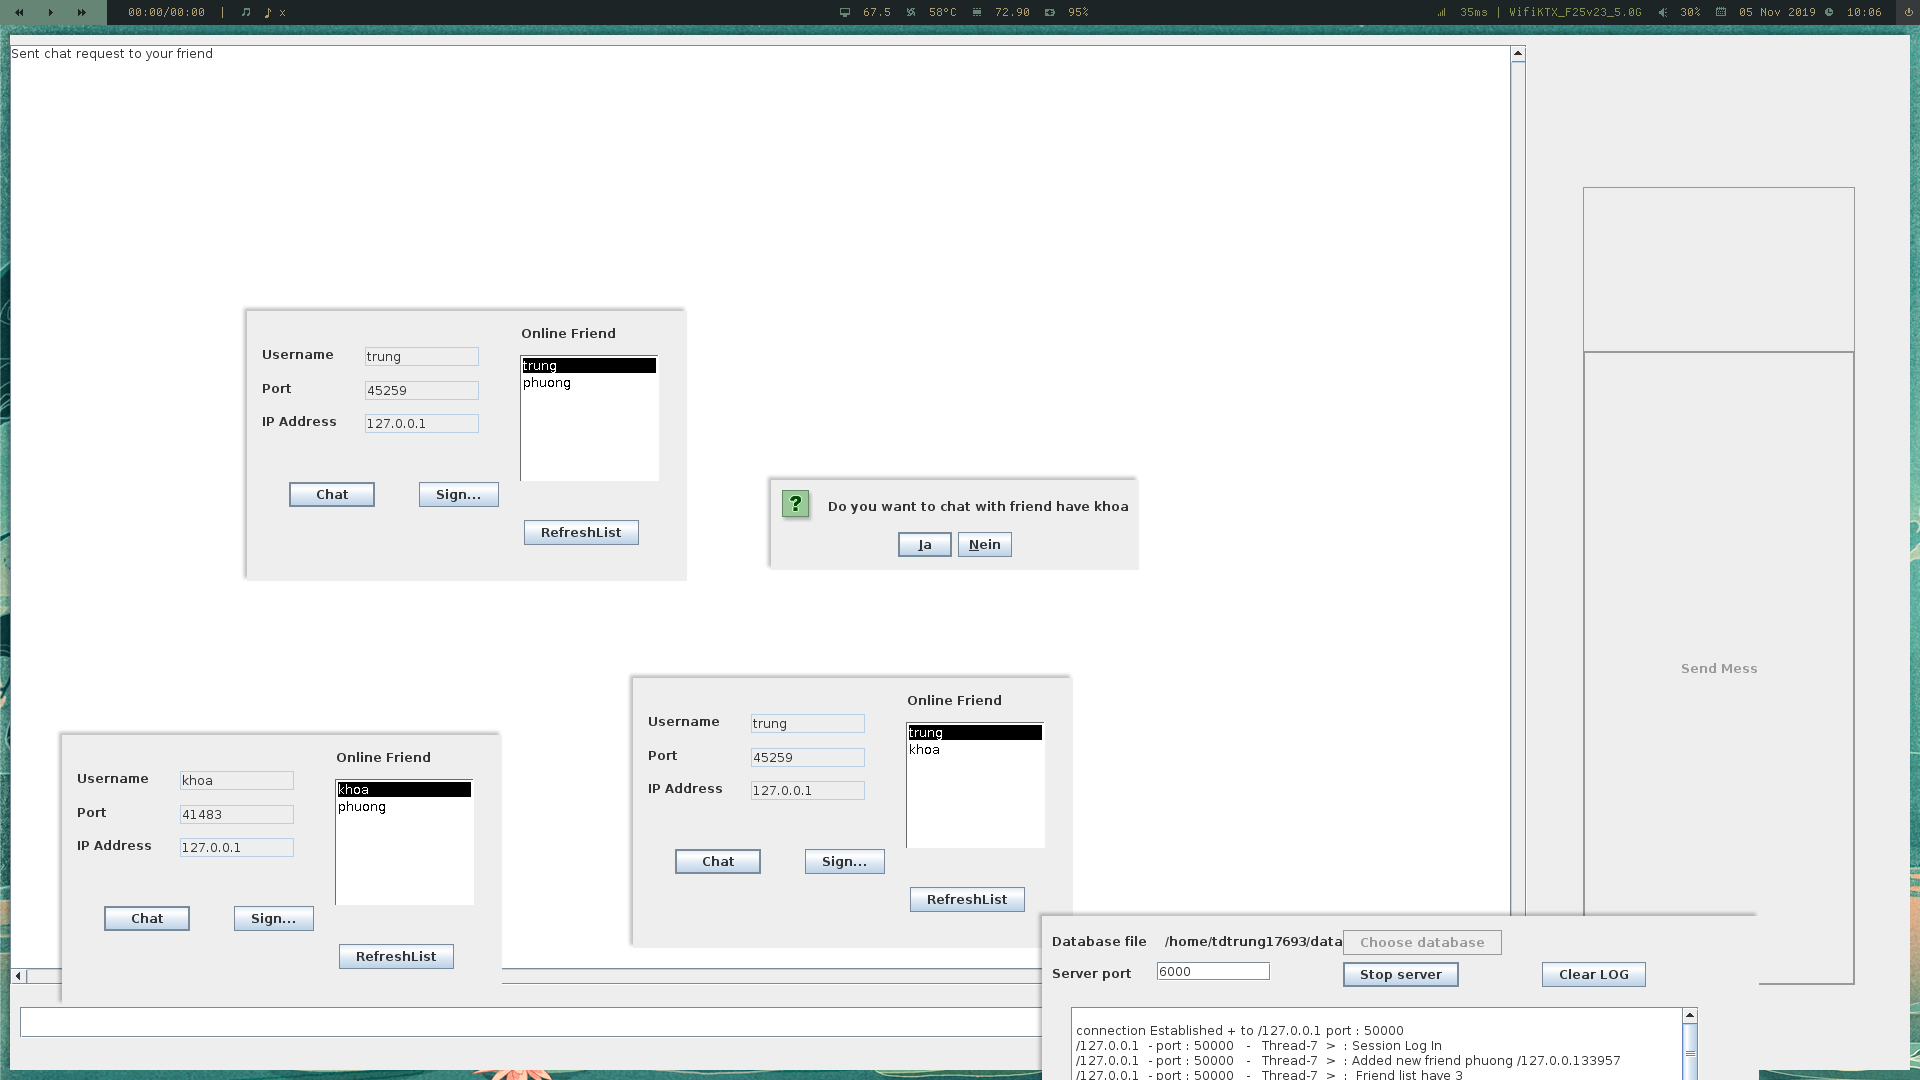 00:00/00:00 | x 67.5 58°C 72.90 95% 35ms | WifiKTX_F25v23_5.0G 30% 05 Nov 2019 10:06
Sent chat request to your friend
Online Friend
Username trung
Port 45259
IP Address 127.0.0.1
trung
phuong
Chat Sign...
RefreshList
Do you want to chat with friend have khoa
Ja Nein
Send Mess
Online Friend
Username trung
Port 45259
IP Address 127.0.0.1
trung
khoa
Chat Sign...
RefreshList
Online Friend
Username khoa
Port 41483
IP Address 127.0.0.1
khoa
phuong
Chat Sign...
RefreshList
Database file /home/tdtrung17693/data Choose database
Server port 6000 Stop server Clear LOG
connection Established + to /127.0.0.1 port : 50000
/127.0.0.1 - port : 50000 - Thread-7 > : Session Log In
/127.0.0.1 - port : 50000 - Thread-7 > : Added new friend phuong /127.0.0.133957
/127.0.0.1 - port : 50000 - Thread-7 > : Friend list have 3